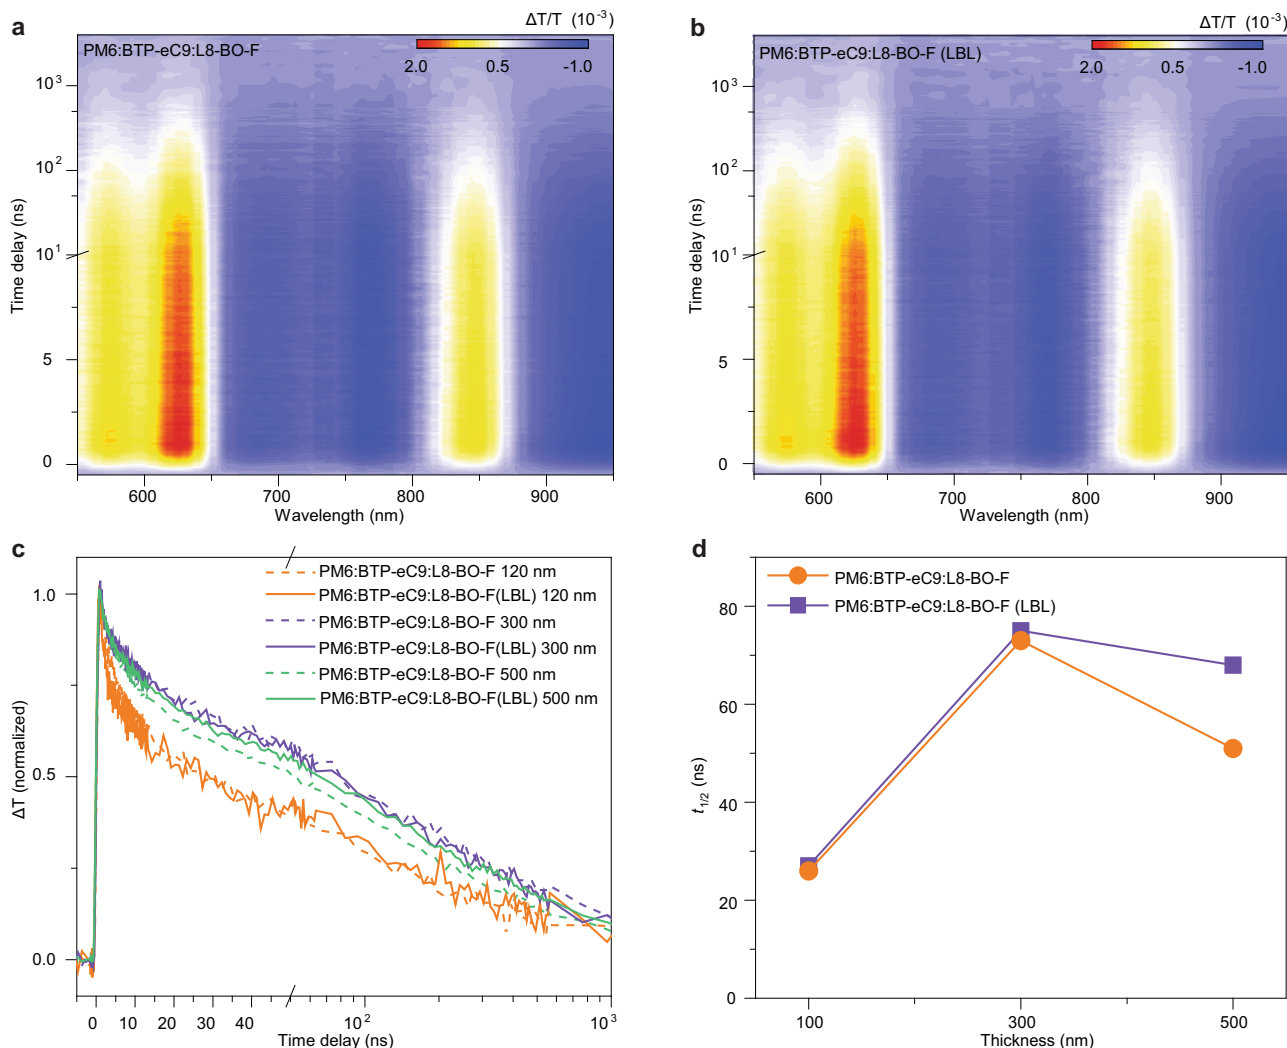 a
ΔT/T (10⁻³)
PM6:BTP-eC9:L8-BO-F
2.0 0.5 -1.0
10³
10²
10¹
5
0
Time delay (ns)
600 700 800 900
Wavelength (nm)
b
ΔT/T (10⁻³)
PM6:BTP-eC9:L8-BO-F (LBL)
2.0 0.5 -1.0
10³
10²
10¹
5
0
Time delay (ns)
600 700 800 900
Wavelength (nm)
c
PM6:BTP-eC9:L8-BO-F 120 nm
PM6:BTP-eC9:L8-BO-F(LBL) 120 nm
PM6:BTP-eC9:L8-BO-F 300 nm
PM6:BTP-eC9:L8-BO-F(LBL) 300 nm
PM6:BTP-eC9:L8-BO-F 500 nm
PM6:BTP-eC9:L8-BO-F(LBL) 500 nm
1.0
0.5
0.0
ΔT (normalized)
0 10 20 30 40 10² 10³
Time delay (ns)
d
PM6:BTP-eC9:L8-BO-F
PM6:BTP-eC9:L8-BO-F (LBL)
80
60
40
20
0
t1/2 (ns)
100 300 500
Thickness (nm)